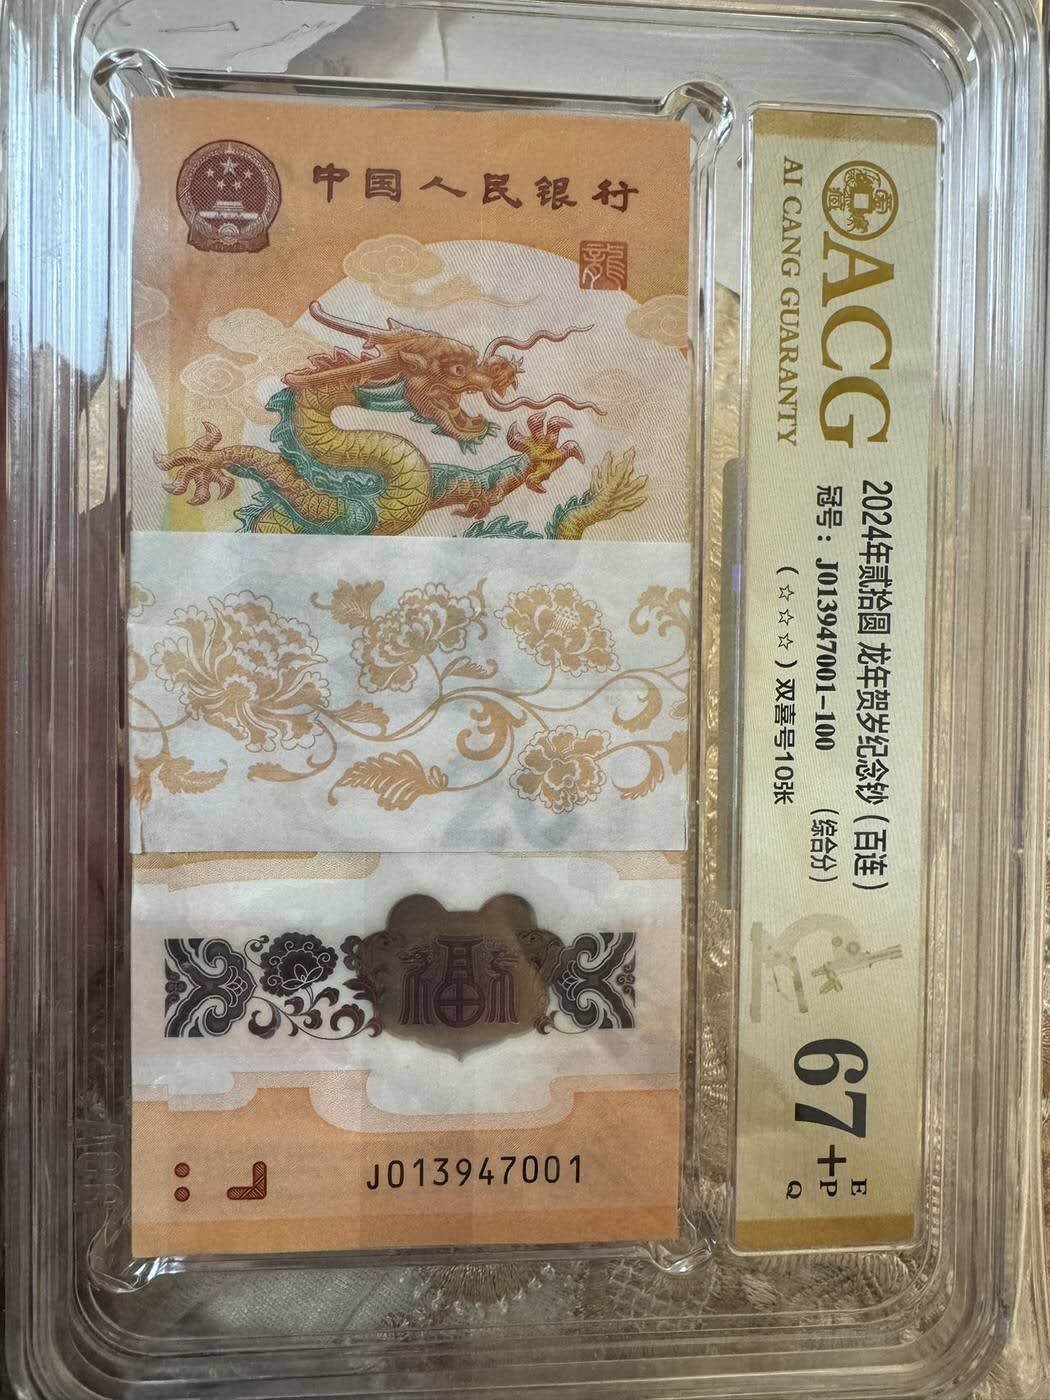 中国人民银行
龍
J013947001
ACG
AI CANG GUARANTY
2024年贰拾圆 龙年贺岁纪念钞（百连）
冠号：J013947001-100 （综合分）
（☆☆☆）双喜号10张
67
E
+P
Q